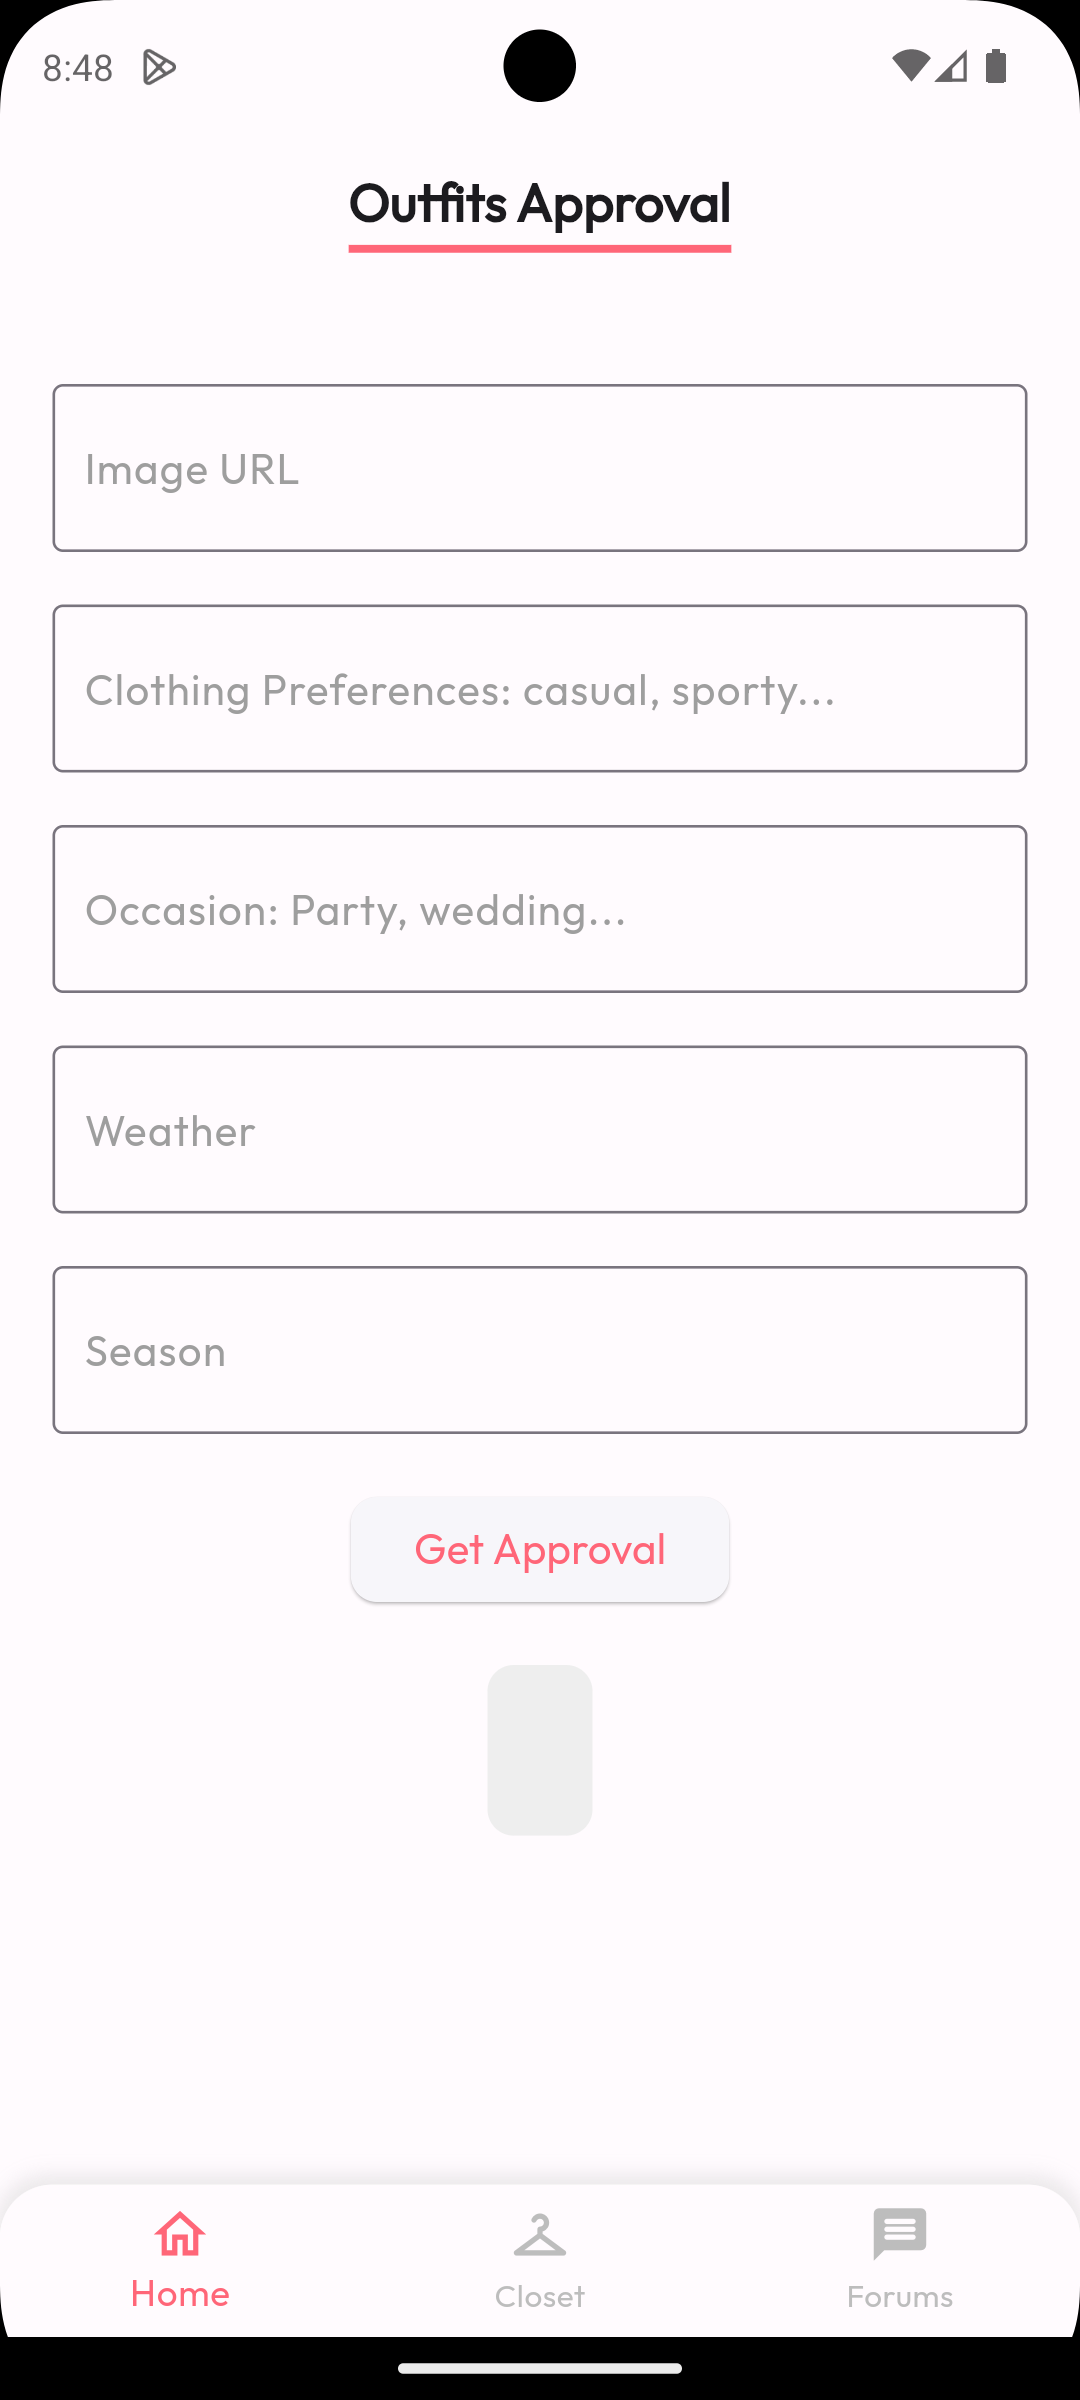 8:48
Outfits Approval
Image URL
Clothing Preferences: casual, sporty...
Occasion: Party, wedding...
Weather
Season
Get Approval
Home
Closet
Forums